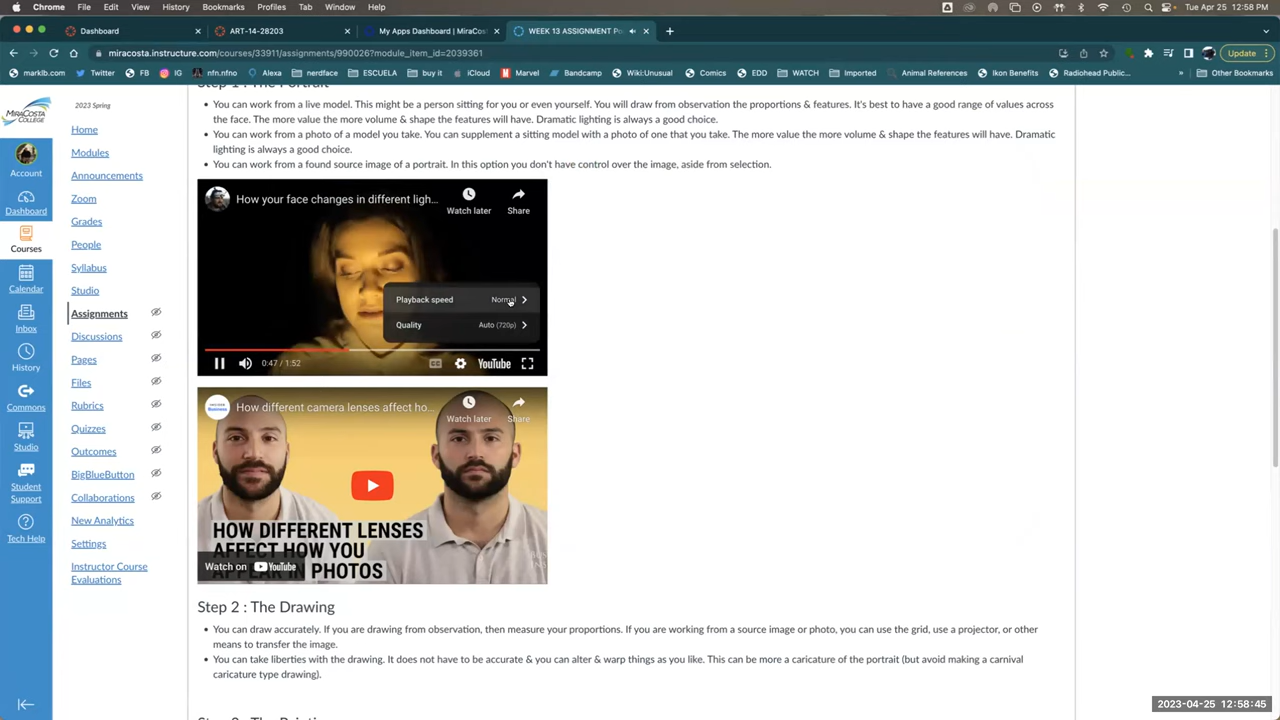 Chrome File Edit View History Bookmarks Profiles Tab Window Help Tue Apr 25 12:58 PM
Dashboard ART-14-28203 My Apps Dashboard | MiraCos WEEK 13 ASSIGNMENT Po
miracosta.instructure.com/courses/33911/assignments/990026?module_item_id=2039361 Update
marklb.com Twitter FB IG nfn.nfno Alexa nerdface ESCUELA buy it iCloud Marvel Bandcamp Wiki:Unusual Comics EDD WATCH Imported Animal References Ikon Benefits Radiohead Public... » Other Bookmarks
MIRACOSTA
COLLEGE
Account
Dashboard
Courses
Calendar
Inbox
History
Commons
Studio
Student
Support
Tech Help
2023 Spring
Home
Modules
Announcements
Zoom
Grades
People
Syllabus
Studio
Assignments
Discussions
Pages
Files
Rubrics
Quizzes
Outcomes
BigBlueButton
Collaborations
New Analytics
Settings
Instructor Course
Evaluations
Step 1 : The Portrait
You can work from a live model. This might be a person sitting for you or even yourself. You will draw from observation the proportions & features. It's best to have a good range of values across
the face. The more value the more volume & shape the features will have. Dramatic lighting is always a good choice.
You can work from a photo of a model you take. You can supplement a sitting model with a photo of one that you take. The more value the more volume & shape the features will have. Dramatic
lighting is always a good choice.
You can work from a found source image of a portrait. In this option you don't have control over the image, aside from selection.
How your face changes in different ligh...
Watch later
Share
Playback speed Normal
Quality Auto (720p)
0:47 / 1:52
CC
YouTube
How different camera lenses affect ho...
Watch later
Share
HOW DIFFERENT LENSES
AFFECT HOW YOU
APPEAR IN PHOTOS
Watch on YouTube
Step 2 : The Drawing
You can draw accurately. If you are drawing from observation, then measure your proportions. If you are working from a source image or photo, you can use the grid, use a projector, or other
means to transfer the image.
You can take liberties with the drawing. It does not have to be accurate & you can alter & warp things as you like. This can be more a caricature of the portrait (but avoid making a carnival
caricature type drawing).
2023-04-25 12:58:45